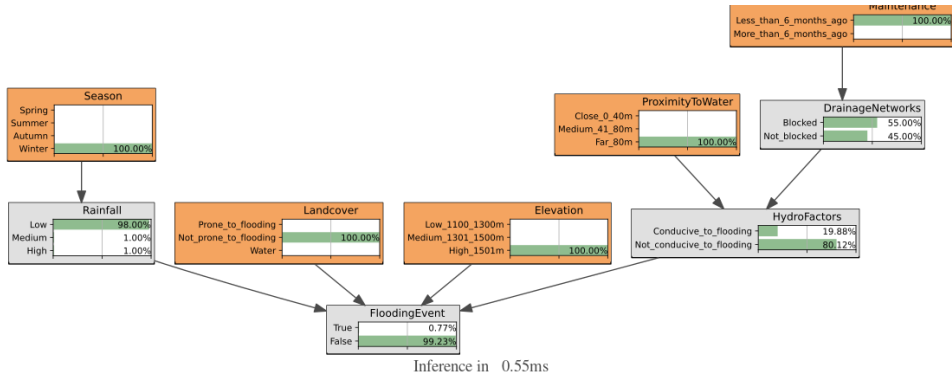 Maintenance
Less_than_6_months_ago 100.00%
More_than_6_months_ago
Season
Spring
Summer
Autumn
Winter 100.00%
ProximityToWater
Close_0_40m
Medium_41_80m
Far_80m 100.00%
DrainageNetworks
Blocked 55.00%
Not_blocked 45.00%
Rainfall
Low 98.00%
Medium 1.00%
High 1.00%
Landcover
Prone_to_flooding
Not_prone_to_flooding 100.00%
Water
Elevation
Low_1100_1300m
Medium_1301_1500m
High_1501m 100.00%
HydroFactors
Conducive_to_flooding 19.88%
Not_conducive_to_flooding 80.12%
FloodingEvent
True 0.77%
False 99.23%
Inference in 0.55ms